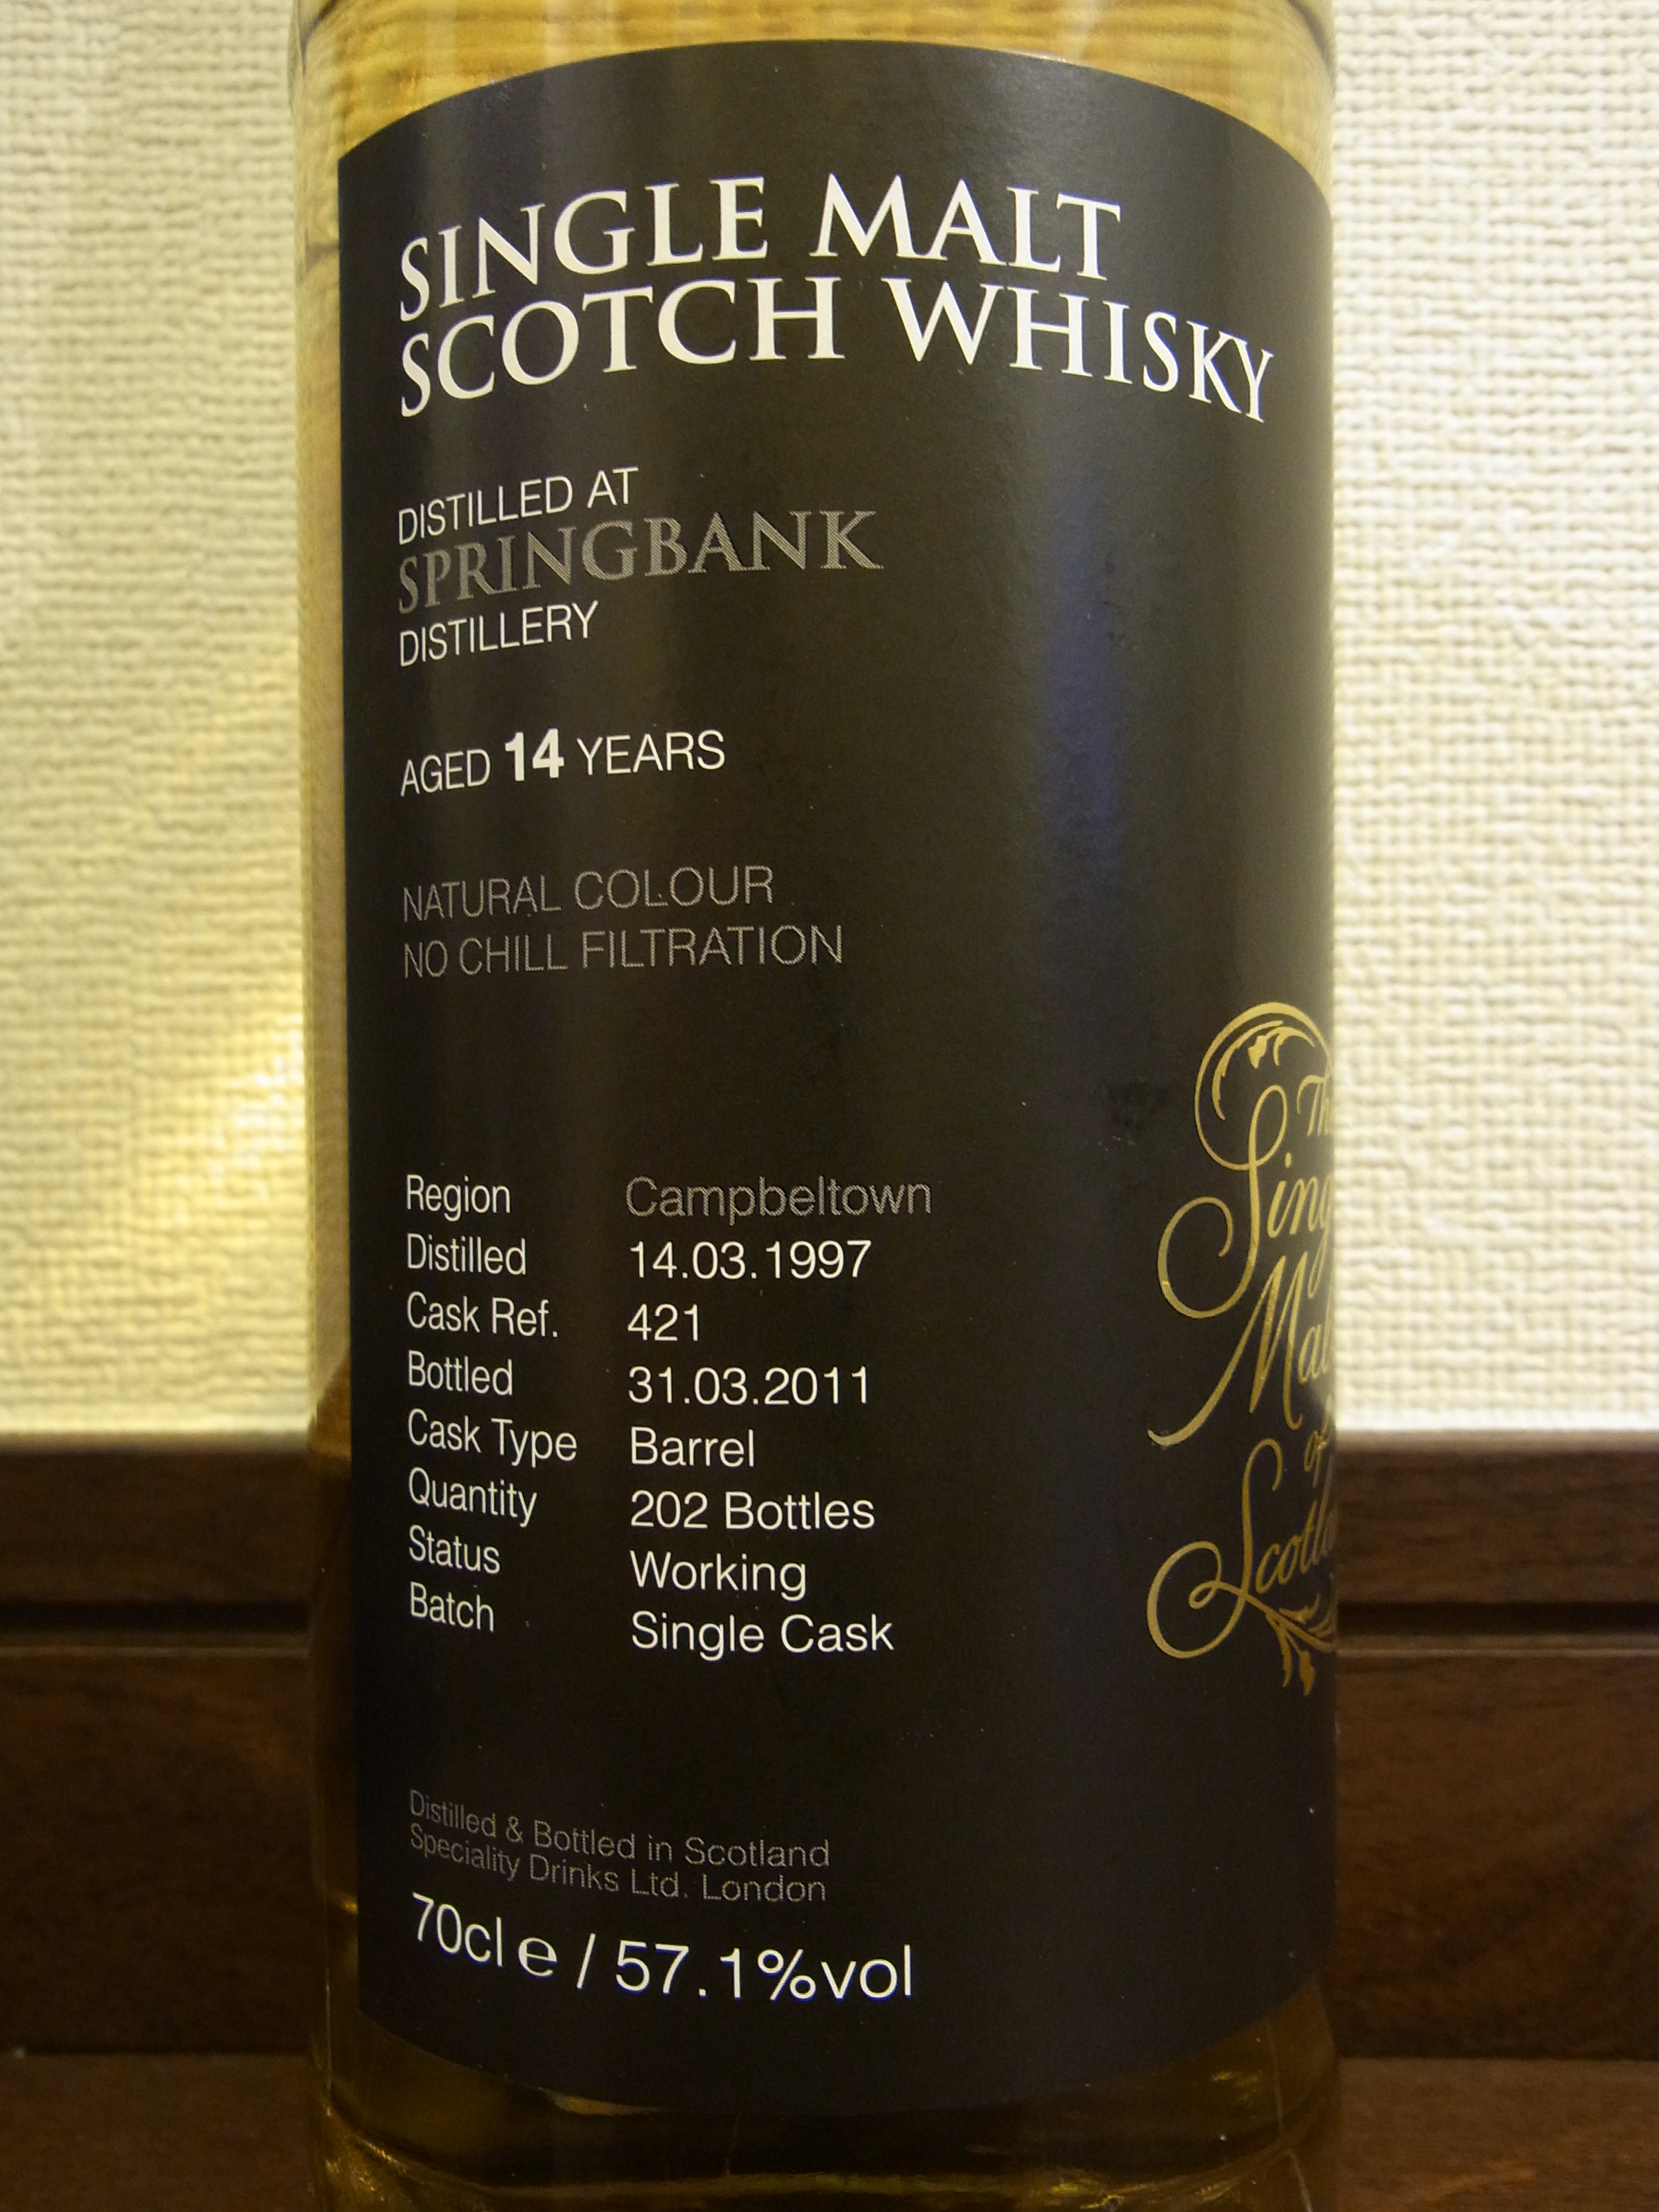 SINGLE MALT
SCOTCH WHISKY
DISTILLED AT
SPRINGBANK
DISTILLERY
AGED 14 YEARS
NATURAL COLOUR
NO CHILL FILTRATION
Region Campbeltown
Distilled 14.03.1997
Cask Ref. 421
Bottled 31.03.2011
Cask Type Barrel
Quantity 202 Bottles
Status Working
Batch Single Cask
Distilled & Bottled in Scotland
Speciality Drinks Ltd. London
70cl e / 57.1%vol